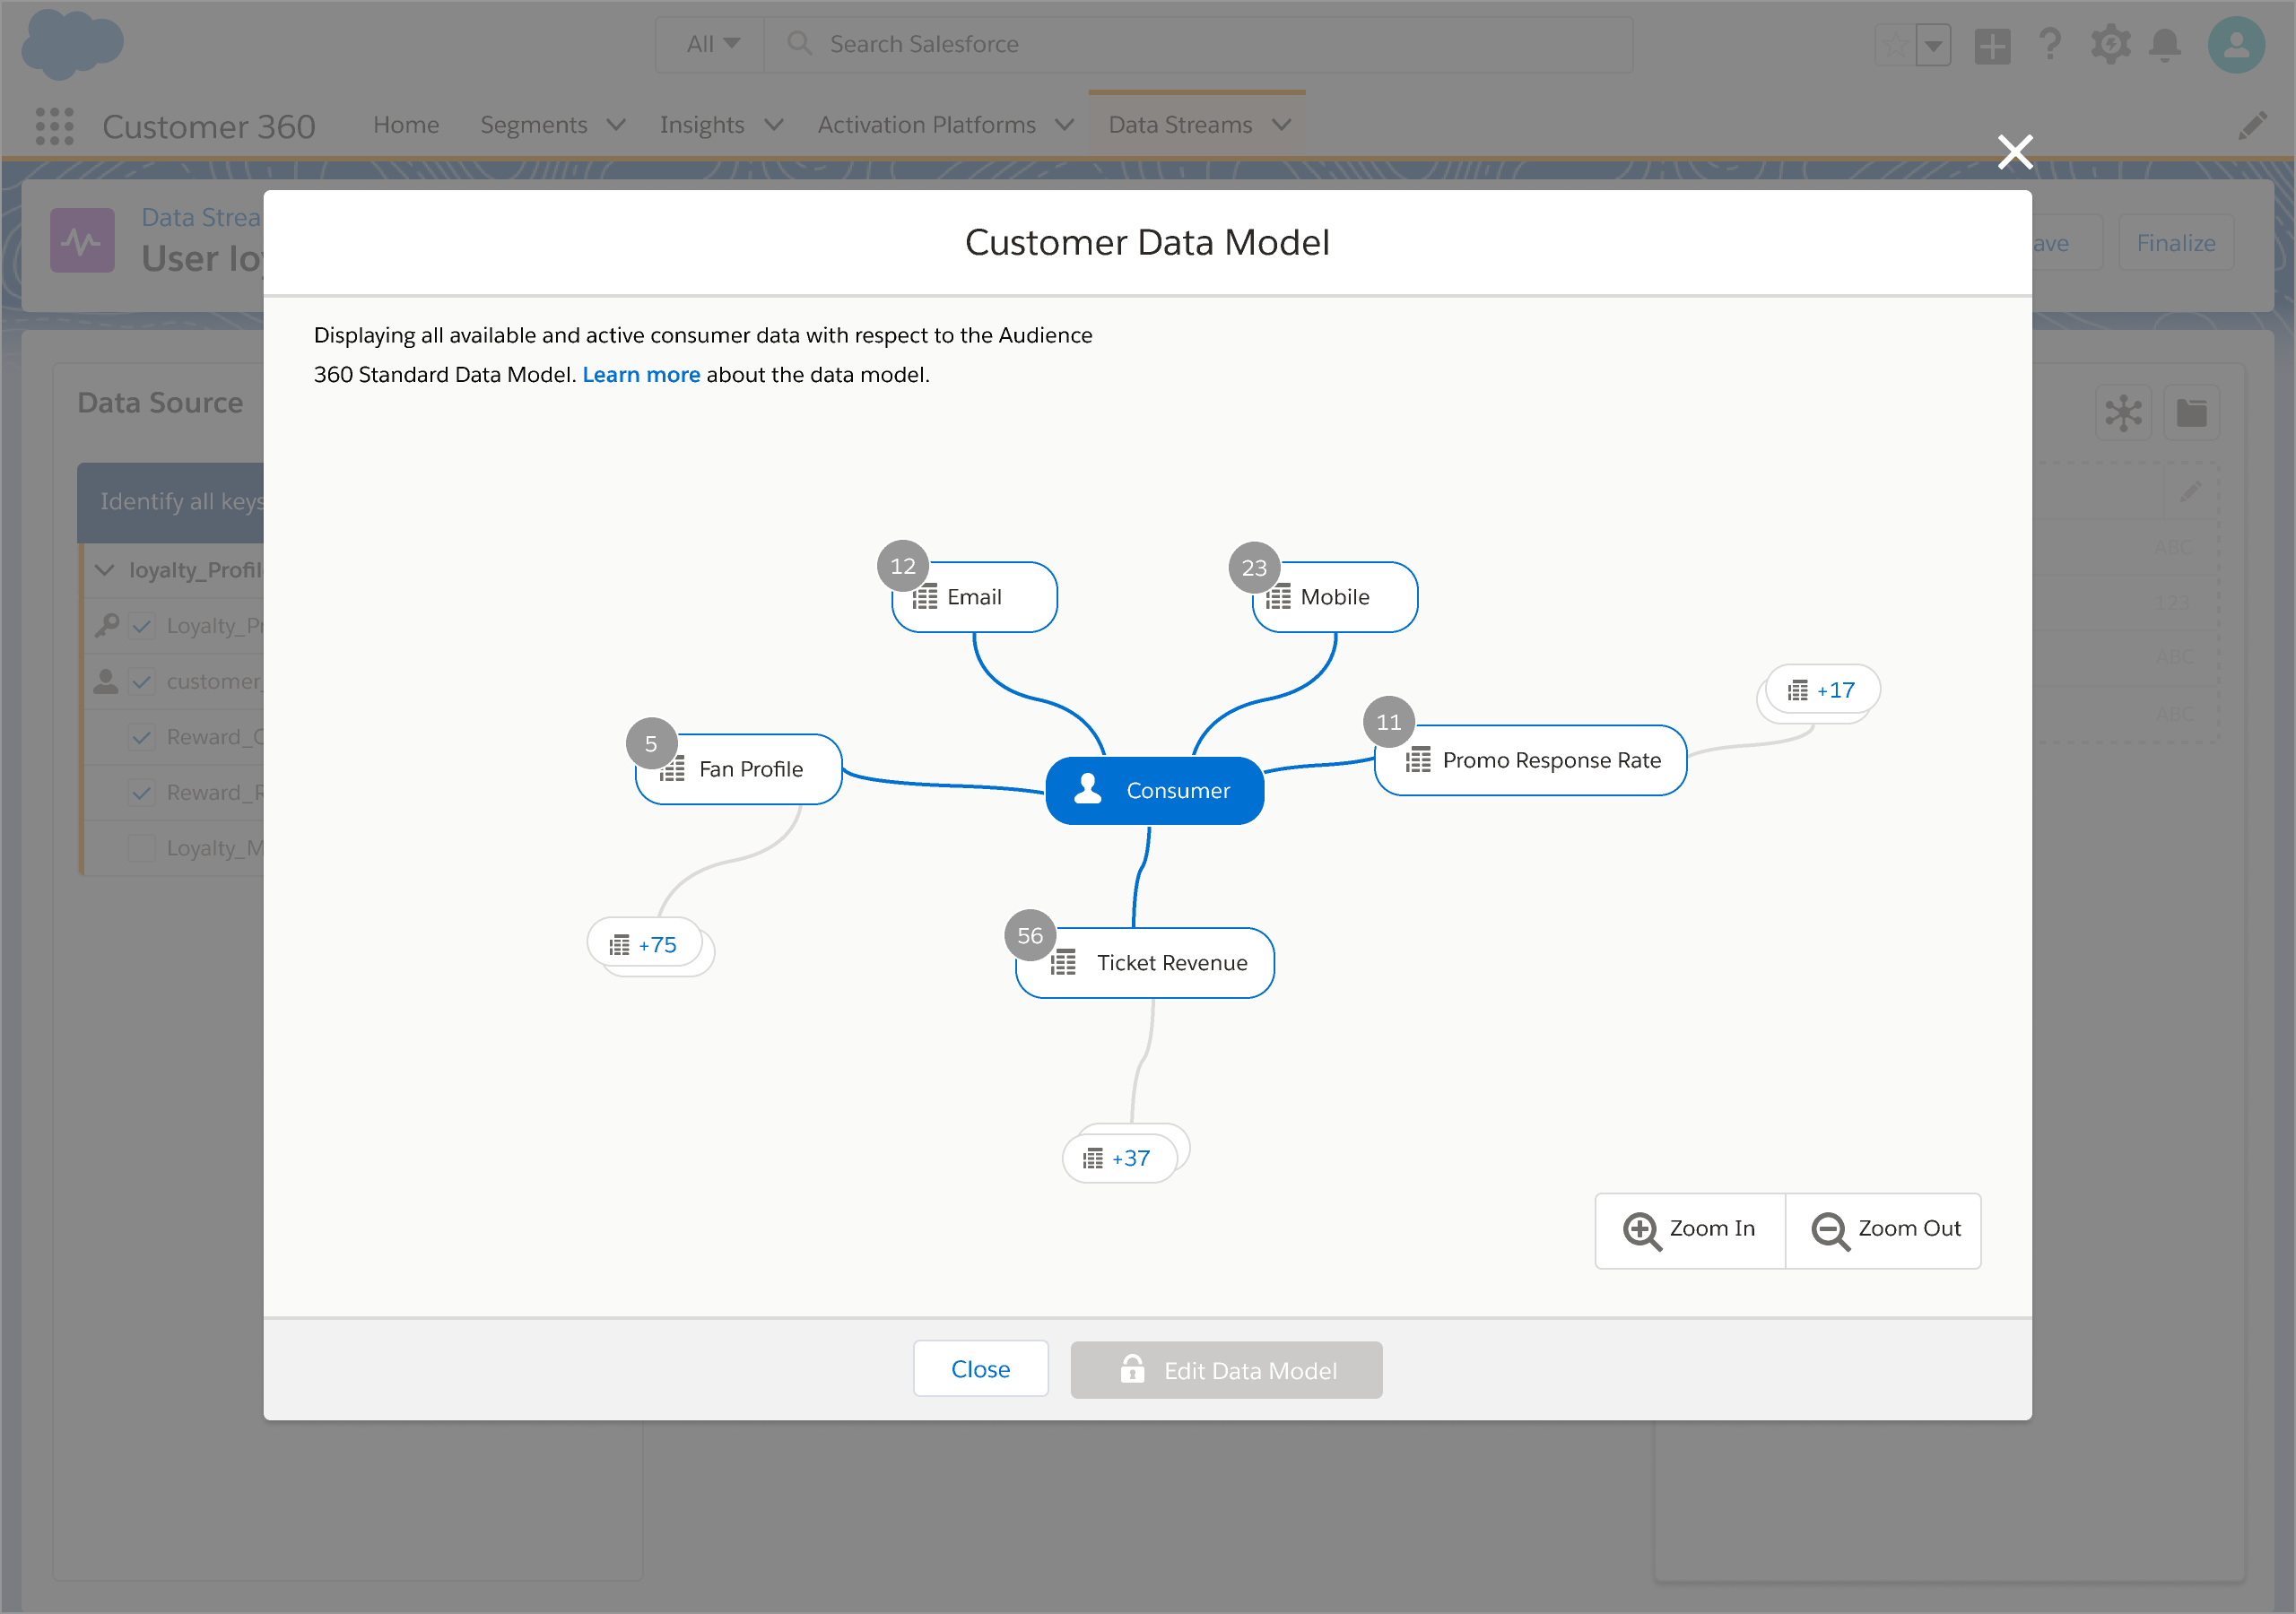 All
Search Salesforce
Customer 360
Home
Segments
Insights
Activation Platforms
Data Streams
Data Strea
User lo
ave
Finalize
Customer Data Model
Displaying all available and active consumer data with respect to the Audience
360 Standard Data Model. Learn more about the data model.
Data Source
Identify all keys
loyalty_Profil
Loyalty_Pr
customer_
Reward_
Reward_
Loyalty_M
ABC
123
ABC
ABC
12
Email
23
Mobile
+17
11
Promo Response Rate
5
Fan Profile
Consumer
+75
56
Ticket Revenue
+37
Zoom In
Zoom Out
Close
Edit Data Model